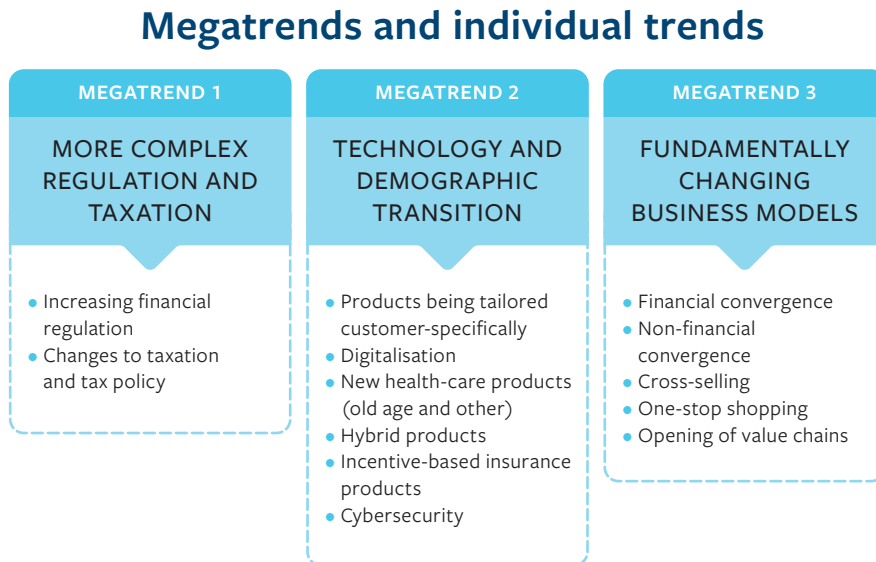 Megatrends and individual trends
MEGATREND 1
MORE COMPLEX
REGULATION AND
TAXATION
• Increasing financial
regulation
• Changes to taxation
and tax policy
MEGATREND 2
TECHNOLOGY AND
DEMOGRAPHIC
TRANSITION
• Products being tailored
customer-specifically
• Digitalisation
• New health-care products
(old age and other)
• Hybrid products
• Incentive-based insurance
products
• Cybersecurity
MEGATREND 3
FUNDAMENTALLY
CHANGING
BUSINESS MODELS
• Financial convergence
• Non-financial
convergence
• Cross-selling
• One-stop shopping
• Opening of value chains